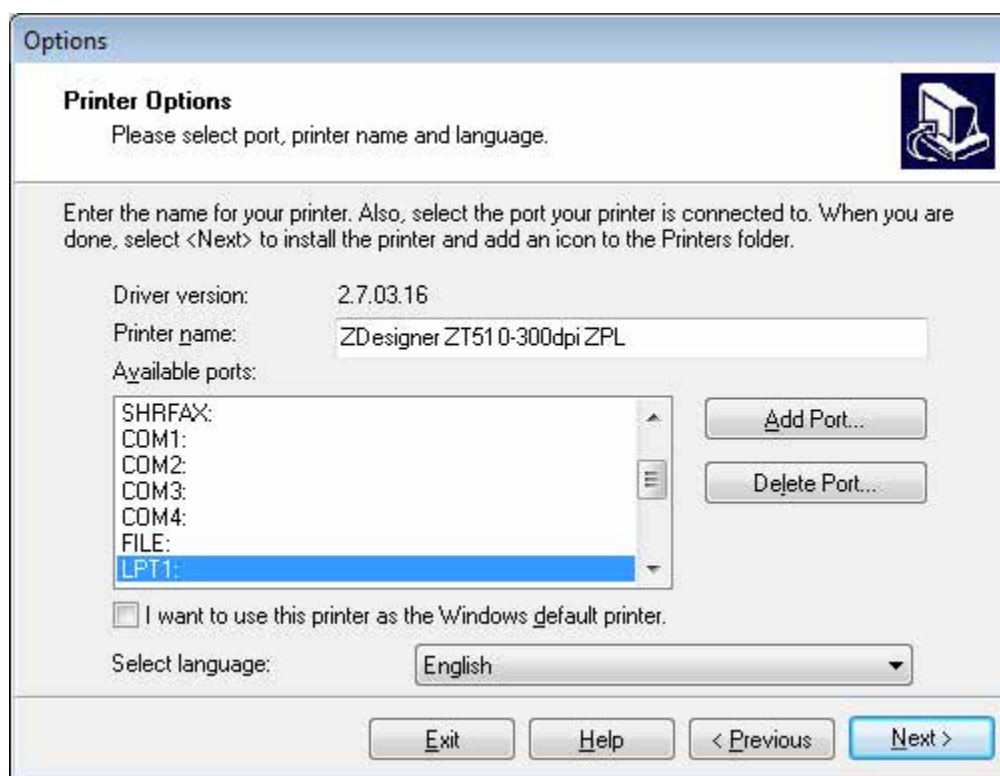 Options
Printer Options
Please select port, printer name and language.
Enter the name for your printer. Also, select the port your printer is connected to. When you are
done, select <Next> to install the printer and add an icon to the Printers folder.
Driver version: 2.7.03.16
Printer name: ZDesigner ZT510-300dpi ZPL
Available ports:
SHRFAX:
COM1:
COM2:
COM3:
COM4:
FILE:
LPT1:
Add Port...
Delete Port...
I want to use this printer as the Windows default printer.
Select language: English
Exit Help < Previous Next >